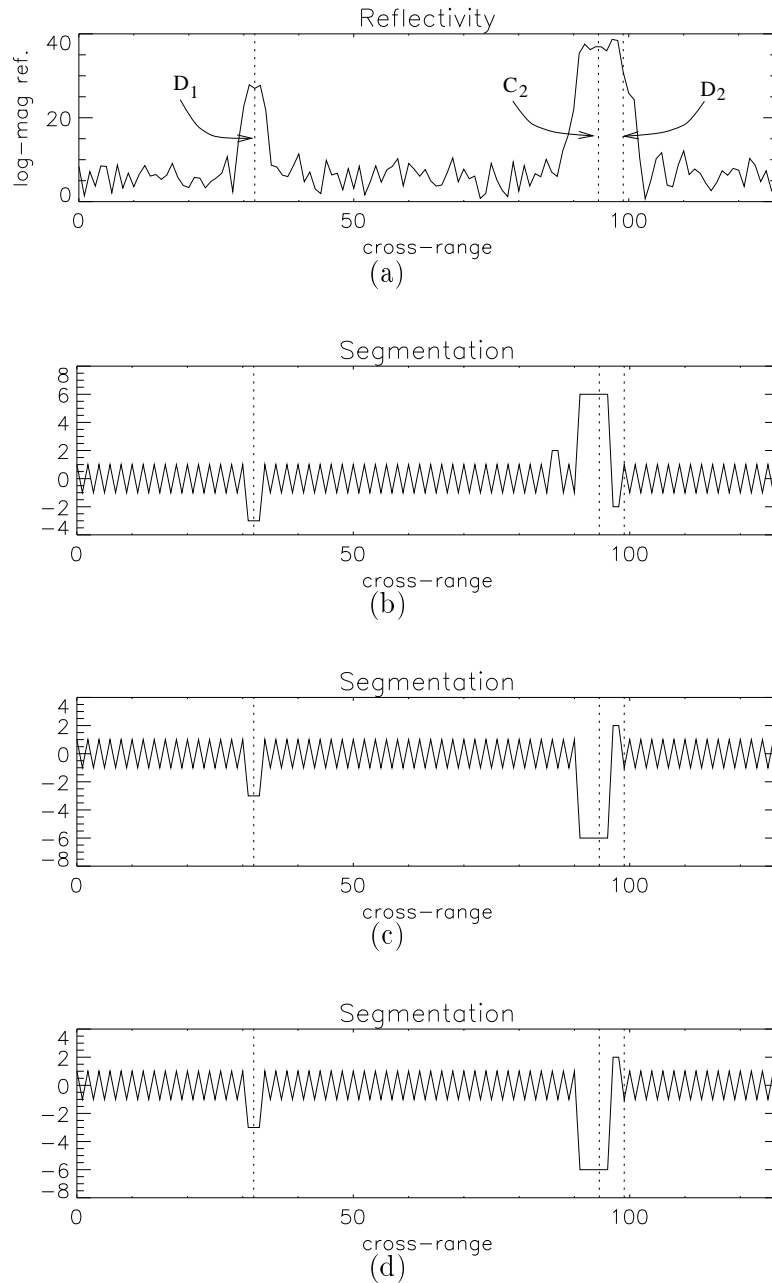 Reflectivity
40
20
0
log-mag ref.
D1
C2
D2
0
50
100
cross-range
(a)
Segmentation
8
6
4
2
0
-2
-4
0
50
100
cross-range
(b)
Segmentation
4
2
0
-2
-4
-6
-8
0
50
100
cross-range
(c)
Segmentation
4
2
0
-2
-4
-6
-8
0
50
100
cross-range
(d)